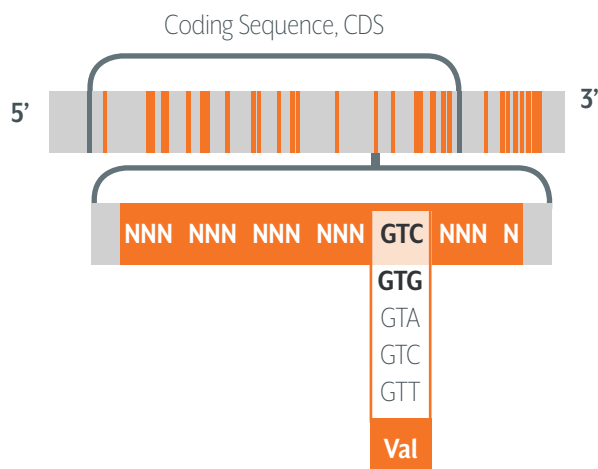 Coding Sequence, CDS
5’ 3’
NNN NNN NNN NNN GTC NNN N
GTG
GTA
GTC
GTT
Val